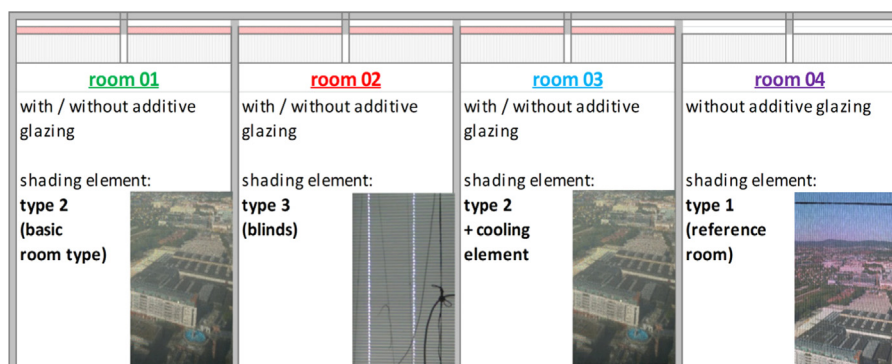 room 01
with / without additive
glazing
shading element:
type 2
(basic
room type)
room 02
with / without additive
glazing
shading element:
type 3
(blinds)
room 03
with / without additive
glazing
shading element:
type 2
+ cooling
element
room 04
without additive glazing
shading element:
type 1
(reference
room)